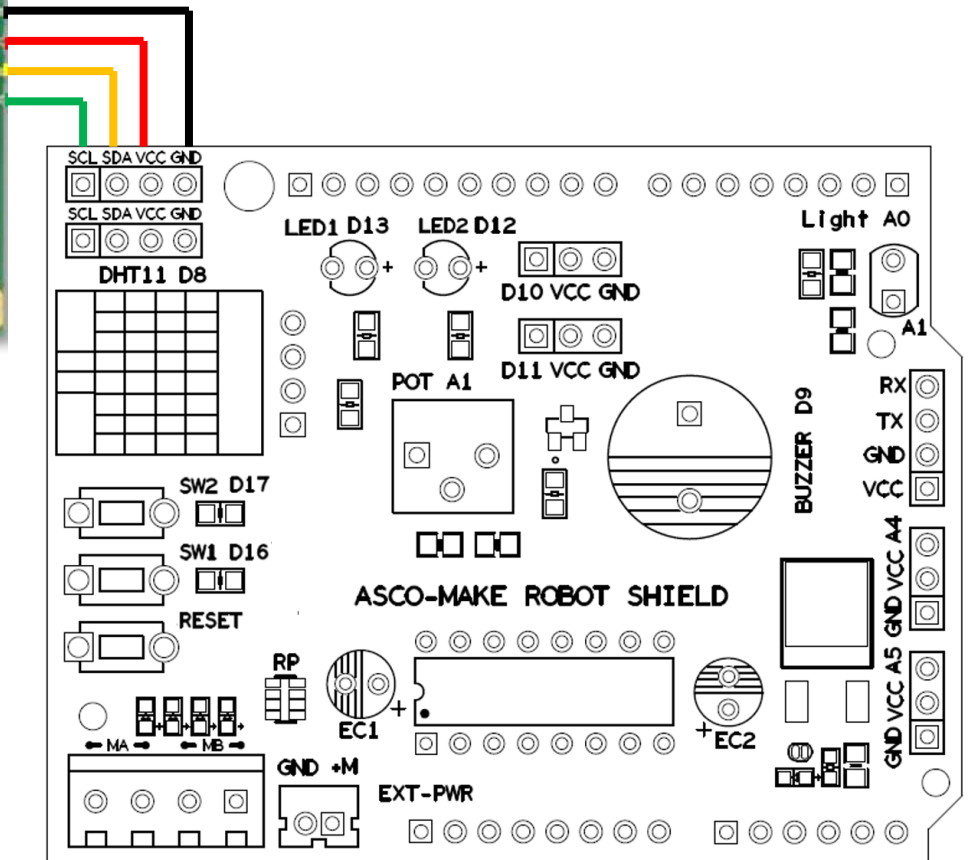 SCL SDA VCC GND
SCL SDA VCC GND
DHT11 D8
LED1 D13
LED2 D12
D10 VCC GND
D11 VCC GND
Light A0
A1
POT A1
BUZZER D9
RX
TX
GND
VCC
SW2 D17
SW1 D16
RESET
ASCO-MAKE ROBOT SHIELD
GND VCC A4
GND VCC A5
RP
EC1
+
EC2
+
MA
MB
GND +M
EXT-PWR